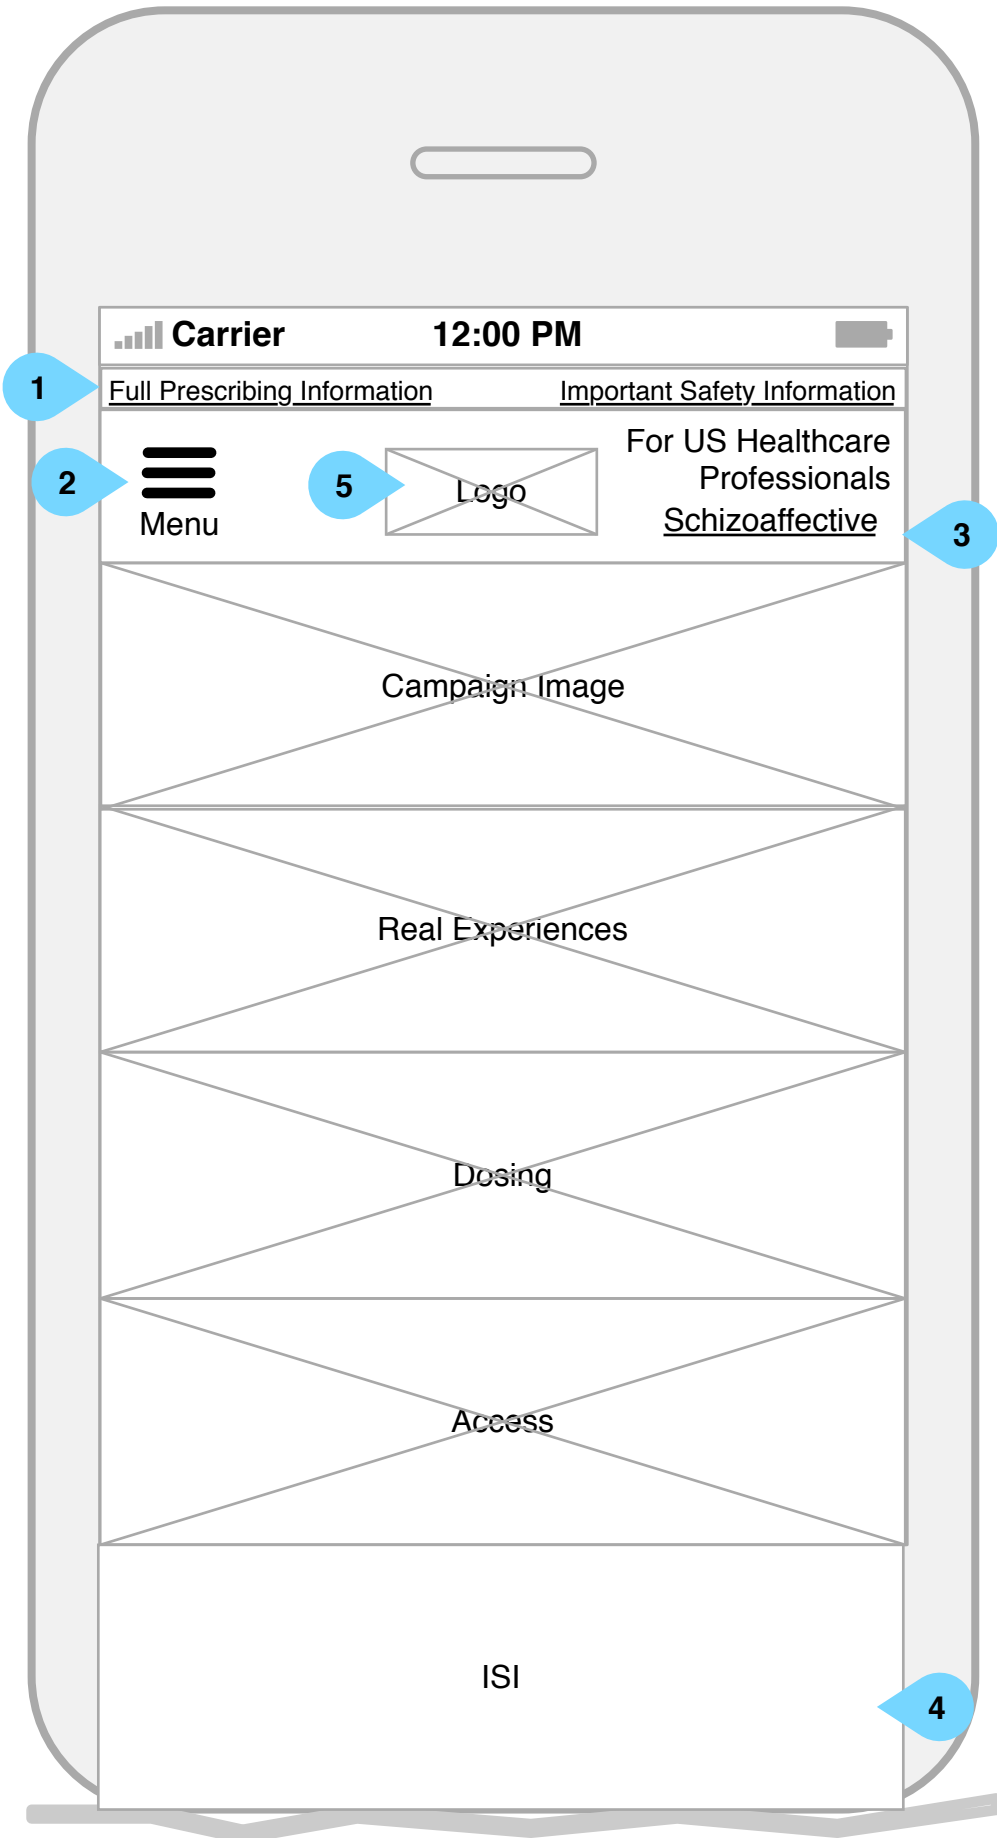 Carrier 12:00 PM
1 Full Prescribing Information Important Safety Information
For US Healthcare
Professionals
2 Menu 5 Logo
Schizoaffective 3
Campaign Image
Real Experiences
Dosing
Access
ISI
4